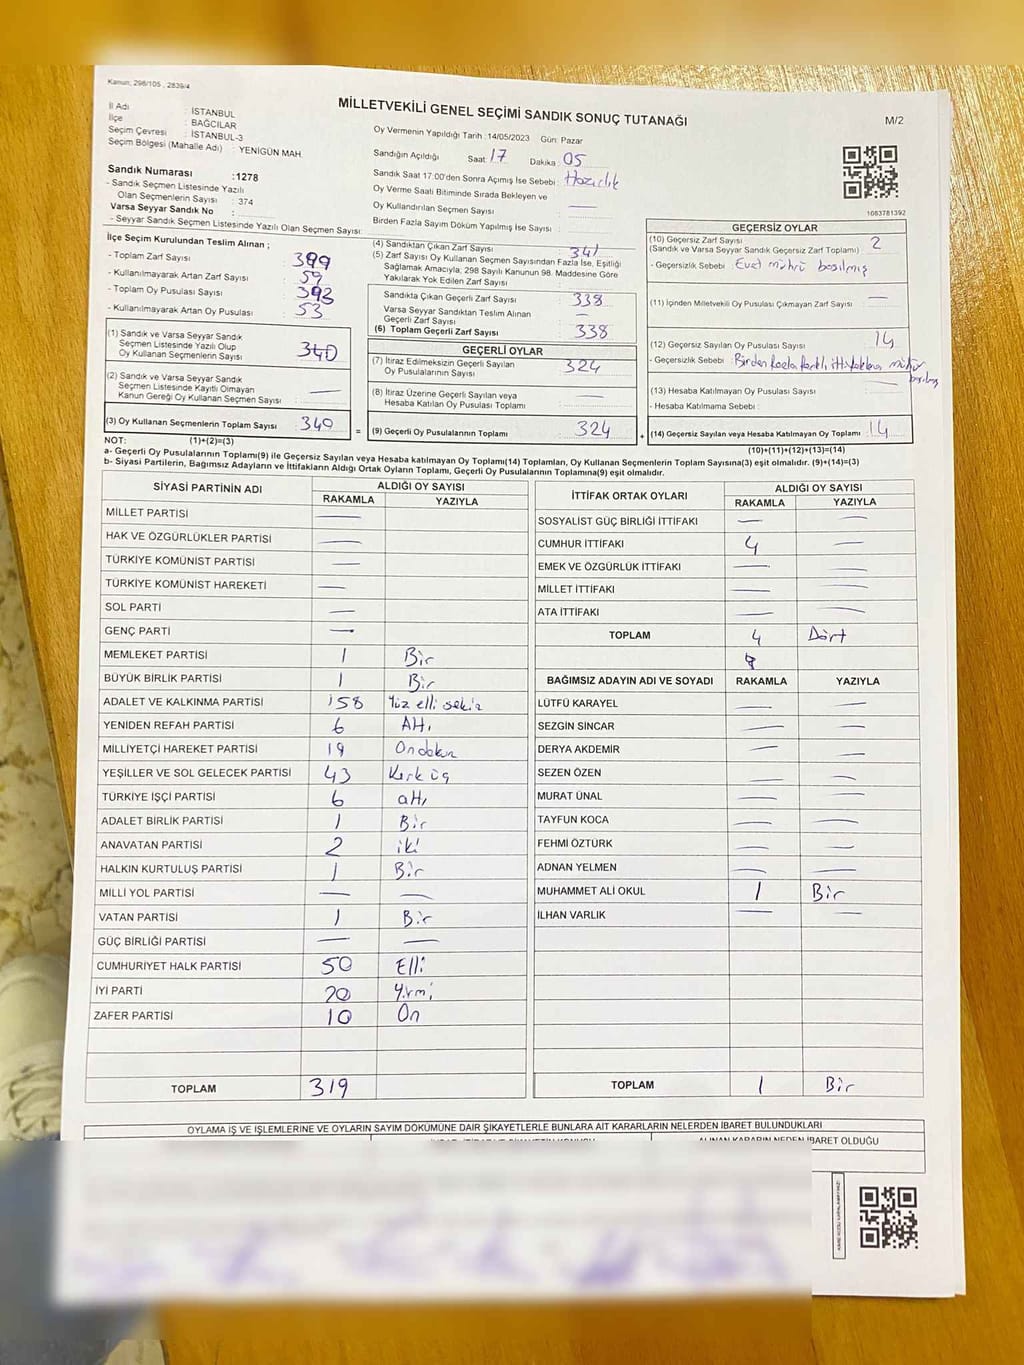 Kanun: 298/105 , 2839/4
MİLLETVEKİLİ GENEL SEÇİMİ SANDIK SONUÇ TUTANAĞI
M/2
İl Adı : İSTANBUL
İlçe : BAĞCILAR
Seçim Çevresi : İSTANBUL-3
Seçim Bölgesi (Mahalle Adı) : YENİGÜN MAH.
Sandık Numarası :1278
- Sandık Seçmen Listesinde Yazılı
Olan Seçmenlerin Sayısı : 374
Varsa Seyyar Sandık No :
- Seyyar Sandık Seçmen Listesinde Yazılı Olan Seçmen Sayısı:
Oy Vermenin Yapıldığı Tarih :14/05/2023 Gün: Pazar
Sandığın Açıldığı Saat : 17 Dakika : 05
Sandık Saat 17:00'den Sonra Açımış İse Sebebi : Hazırlık
Oy Verme Saati Bitiminde Sırada Bekleyen ve
Oy Kullandırılan Seçmen Sayısı : —
Birden Fazla Sayım Döküm Yapılmış İse Sayısı :
1083781392
İlçe Seçim Kurulundan Teslim Alınan ;
- Toplam Zarf Sayısı : 399
- Kullanılmayarak Artan Zarf Sayısı : 59
- Toplam Oy Pusulası Sayısı : 393
- Kullanılmayarak Artan Oy Pusulası : 53
(1) Sandık ve Varsa Seyyar Sandık
Seçmen Listesinde Yazılı Olup
Oy Kullanan Seçmenlerin Sayısı : 340
(2) Sandık ve Varsa Seyyar Sandık
Seçmen Listesinde Kayıtlı Olmayan
Kanun Gereği Oy Kullanan Seçmen Sayısı : —
(3) Oy Kullanan Seçmenlerin Toplam Sayısı : 340
(4) Sandıktan Çıkan Zarf Sayısı : 341
(5) Zarf Sayısı Oy Kullanan Seçmen Sayısından Fazla İse, Eşitliği
Sağlamak Amacıyla; 298 Sayılı Kanunun 98. Maddesine Göre
Yakılarak Yok Edilen Zarf Sayısı :
Sandıkta Çıkan Geçerli Zarf Sayısı : 338
Varsa Seyyar Sandıktan Teslim Alınan
Geçerli Zarf Sayısı : —
(6) Toplam Geçerli Zarf Sayısı : 338
GEÇERLİ OYLAR
(7) İtiraz Edilmeksizin Geçerli Sayılan
Oy Pusulalarının Sayısı : 324
(8) İtiraz Üzerine Geçerli Sayılan veya
Hesaba Katılan Oy Pusulası Toplamı : —
= (9) Geçerli Oy Pusulalarının Toplamı : 324
GEÇERSİZ OYLAR
(10) Geçersiz Zarf Sayısı : 2
(Sandık ve Varsa Seyyar Sandık Geçersiz Zarf Toplamı)
- Geçersizlik Sebebi : Evet mührü basılmış
(11) İçinden Milletvekili Oy Pusulası Çıkmayan Zarf Sayısı : —
(12) Geçersiz Sayılan Oy Pusulası Sayısı : 14
- Geçersizlik Sebebi : Birden fazla farklı ittifaklara mühür
basılmış
(13) Hesaba Katılmayan Oy Pusulası Sayısı : —
- Hesaba Katılmama Sebebi :
+ (14) Geçersiz Sayılan veya Hesaba Katılmayan Oy Toplamı : 14
NOT: (1)+(2)=(3) (10)+(11)+(12)+(13)=(14)
a- Geçerli Oy Pusulalarının Toplamı(9) ile Geçersiz Sayılan veya Hesaba Katılmayan Oy Toplamı(14) Toplamları, Oy Kullanan Seçmenlerin Toplam Sayısına(3) eşit olmalıdır. (9)+(14)=(3)
b- Siyasi Partilerin, Bağımsız Adayların ve İttifakların Aldığı Ortak Oyların Toplamı, Geçerli Oy Pusulalarının Toplamına(9) eşit olmalıdır.
SİYASİ PARTİNİN ADI ALDIĞI OY SAYISI
RAKAMLA YAZIYLA
MİLLET PARTİSİ —
HAK VE ÖZGÜRLÜKLER PARTİSİ —
TÜRKİYE KOMÜNİST PARTİSİ —
TÜRKİYE KOMÜNİST HAREKETİ —
SOL PARTİ —
GENÇ PARTİ —
MEMLEKET PARTİSİ 1 Bir
BÜYÜK BİRLİK PARTİSİ 1 Bir
ADALET VE KALKINMA PARTİSİ 158 Yüz elli sekiz
YENİDEN REFAH PARTİSİ 6 Altı
MİLLİYETÇİ HAREKET PARTİSİ 19 Ondokuz
YEŞİLLER VE SOL GELECEK PARTİSİ 43 Kırk üç
TÜRKİYE İŞÇİ PARTİSİ 6 altı
ADALET BİRLİK PARTİSİ 1 Bir
ANAVATAN PARTİSİ 2 iki
HALKIN KURTULUŞ PARTİSİ 1 Bir
MİLLİ YOL PARTİSİ — —
VATAN PARTİSİ 1 Bir
GÜÇ BİRLİĞİ PARTİSİ — —
CUMHURİYET HALK PARTİSİ 50 Elli
İYİ PARTİ 20 Yirmi
ZAFER PARTİSİ 10 On
TOPLAM 319
İTTİFAK ORTAK OYLARI ALDIĞI OY SAYISI
RAKAMLA YAZIYLA
SOSYALİST GÜÇ BİRLİĞİ İTTİFAKI — —
CUMHUR İTTİFAKI 4 —
EMEK VE ÖZGÜRLÜK İTTİFAKI — —
MİLLET İTTİFAKI — —
ATA İTTİFAKI — —
TOPLAM 4 Dört
BAĞIMSIZ ADAYIN ADI VE SOYADI RAKAMLA YAZIYLA
LÜTFÜ KARAYEL — —
SEZGİN SİNCAR — —
DERYA AKDEMİR — —
SEZEN ÖZEN — —
MURAT ÜNAL — —
TAYFUN KOCA — —
FEHMİ ÖZTÜRK — —
ADNAN YELMEN — —
MUHAMMET ALİ OKUL 1 Bir
İLHAN VARLIK — —
TOPLAM 1 Bir
OYLAMA İŞ VE İŞLEMLERİNE VE OYLARIN SAYIM DÖKÜMÜNE DAİR ŞİKAYETLERLE BUNLARA AİT KARARLARIN NELERDEN İBARET BULUNDUKLARI
ALINAN KARARIN NEDEN İBARET OLDUĞU